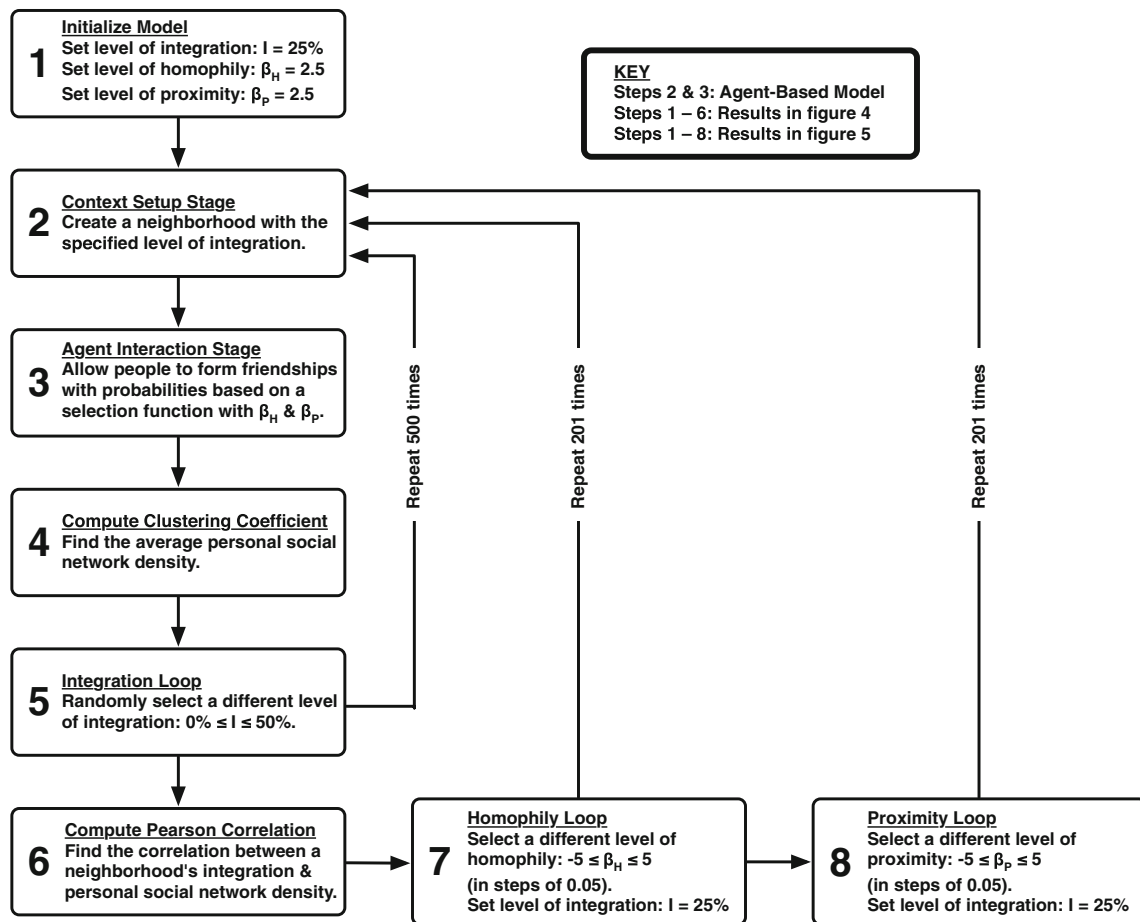 1
Initialize Model
Set level of integration: I = 25%
Set level of homophily: β_H = 2.5
Set level of proximity: β_P = 2.5
KEY
Steps 2 & 3: Agent-Based Model
Steps 1 – 6: Results in figure 4
Steps 1 – 8: Results in figure 5
2
Context Setup Stage
Create a neighborhood with the
specified level of integration.
3
Agent Interaction Stage
Allow people to form friendships
with probabilities based on a
selection function with β_H & β_P.
Repeat 500 times
Repeat 201 times
Repeat 201 times
4
Compute Clustering Coefficient
Find the average personal social
network density.
5
Integration Loop
Randomly select a different level
of integration: 0% ≤ I ≤ 50%.
6
Compute Pearson Correlation
Find the correlation between a
neighborhood's integration &
personal social network density.
7
Homophily Loop
Select a different level of
homophily: -5 ≤ β_H ≤ 5
(in steps of 0.05).
Set level of integration: I = 25%
8
Proximity Loop
Select a different level of
proximity: -5 ≤ β_P ≤ 5
(in steps of 0.05).
Set level of integration: I = 25%